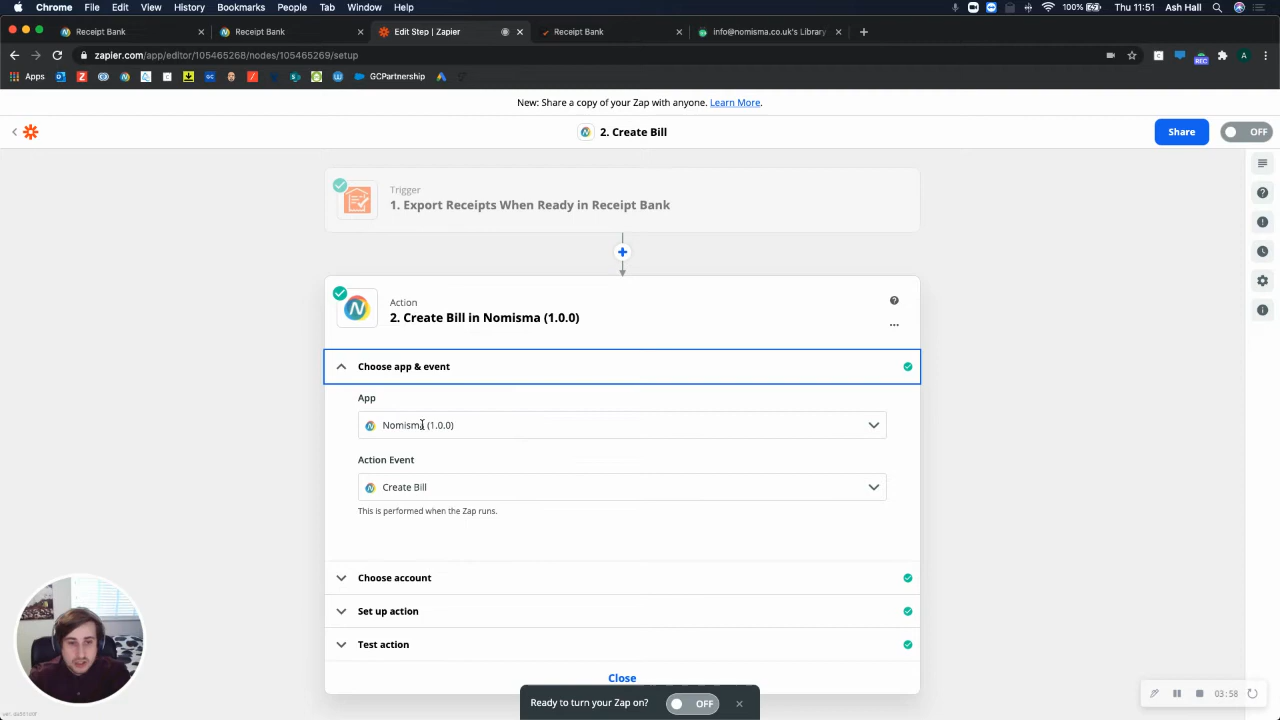 Chrome File Edit View History Bookmarks People Tab Window Help
100% Thu 11:51 Ash Hall
Receipt Bank
Receipt Bank
Edit Step | Zapier
Receipt Bank
info@nomisma.co.uk's Library
zapier.com/app/editor/105465268/nodes/105465269/setup
REC
A
Apps
GCPartnership
New: Share a copy of your Zap with anyone. Learn More.
2. Create Bill
Share
OFF
Trigger
1. Export Receipts When Ready in Receipt Bank
Action
2. Create Bill in Nomisma (1.0.0)
Choose app & event
App
Nomisma (1.0.0)
Action Event
Create Bill
This is performed when the Zap runs.
Choose account
Set up action
Test action
Close
Ready to turn your Zap on?
OFF
03:58